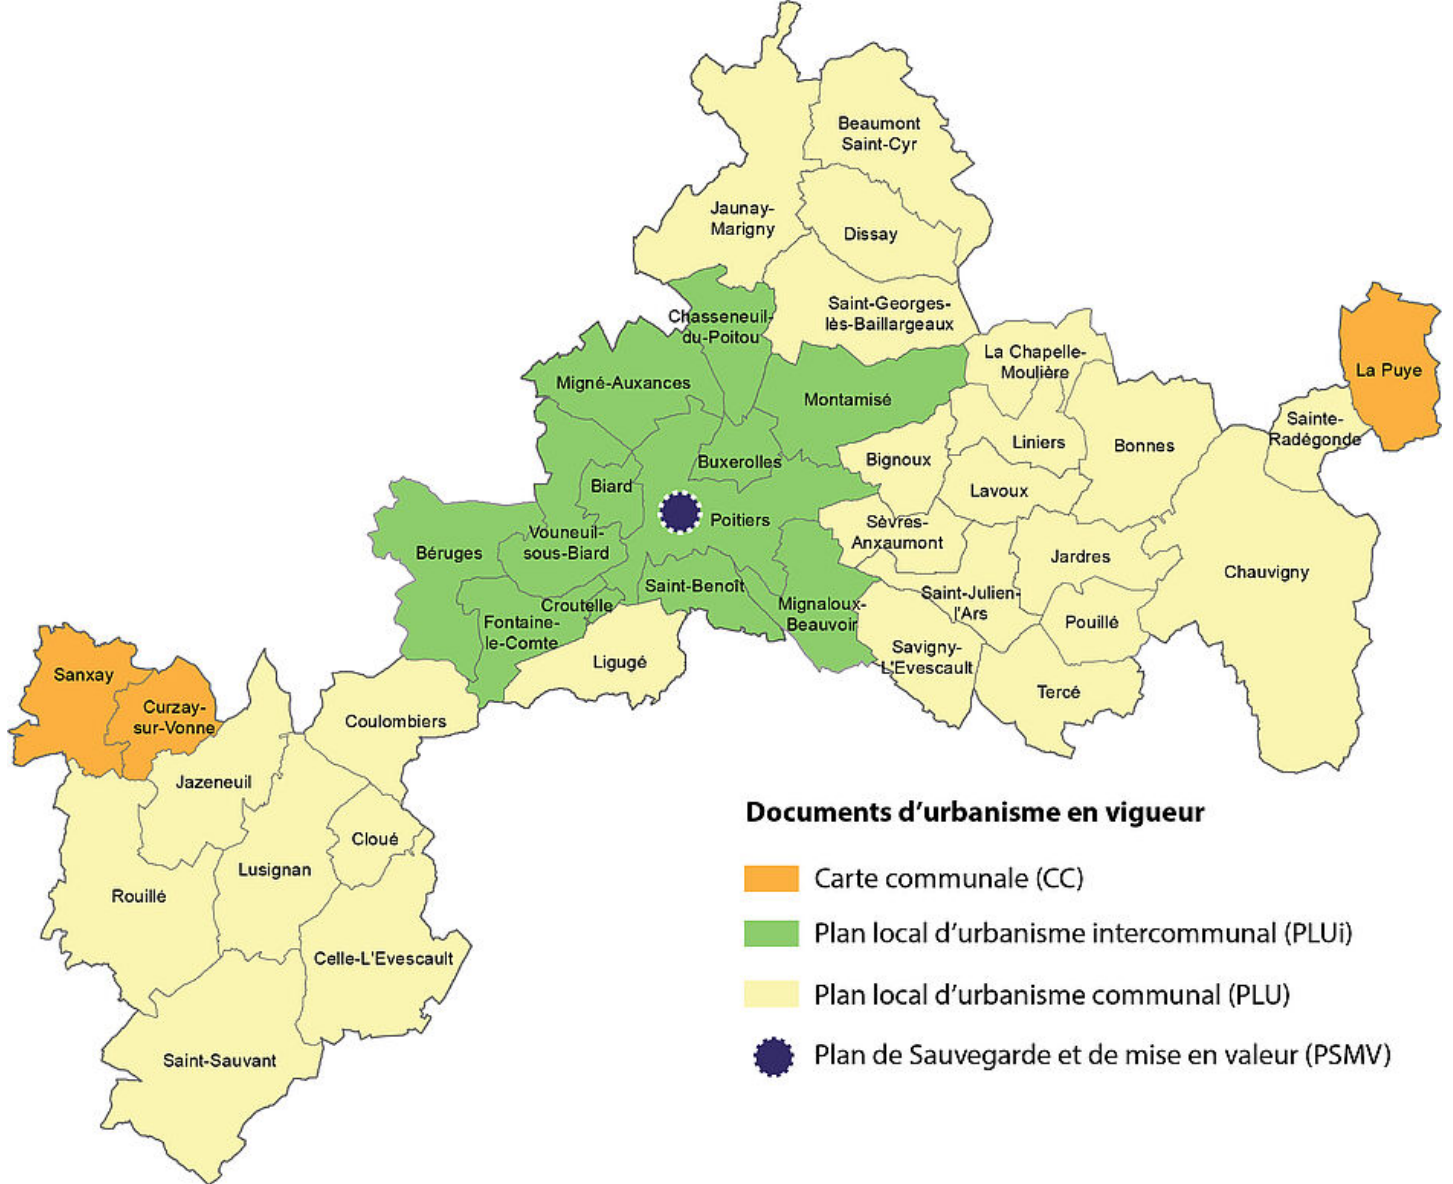 Beaumont
Saint-Cyr
Jaunay-
Marigny
Dissay
Saint-Georges-
lès-Baillargeaux
Chasseneuil-
du-Poitou
La Chapelle-
Moulière
La Puye
Migné-Auxances
Montamisé
Sainte-
Radégonde
Liniers
Bonnes
Buxerolles
Bignoux
Biard
Lavoux
Poitiers
Sèvres-
Anxaumont
Vouneuil-
sous-Biard
Béruges
Jardres
Chauvigny
Saint-Benoît
Saint-Julien-
l'Ars
Croutelle
Mignaloux-
Beauvoir
Fontaine-
le-Comte
Pouillé
Savigny-
L'Evescault
Ligugé
Sanxay
Tercé
Curzay-
sur-Vonne
Coulombiers
Jazeneuil
Cloué
Lusignan
Rouillé
Celle-L'Evescault
Saint-Sauvant
Documents d'urbanisme en vigueur
Carte communale (CC)
Plan local d'urbanisme intercommunal (PLUi)
Plan local d'urbanisme communal (PLU)
Plan de Sauvegarde et de mise en valeur (PSMV)